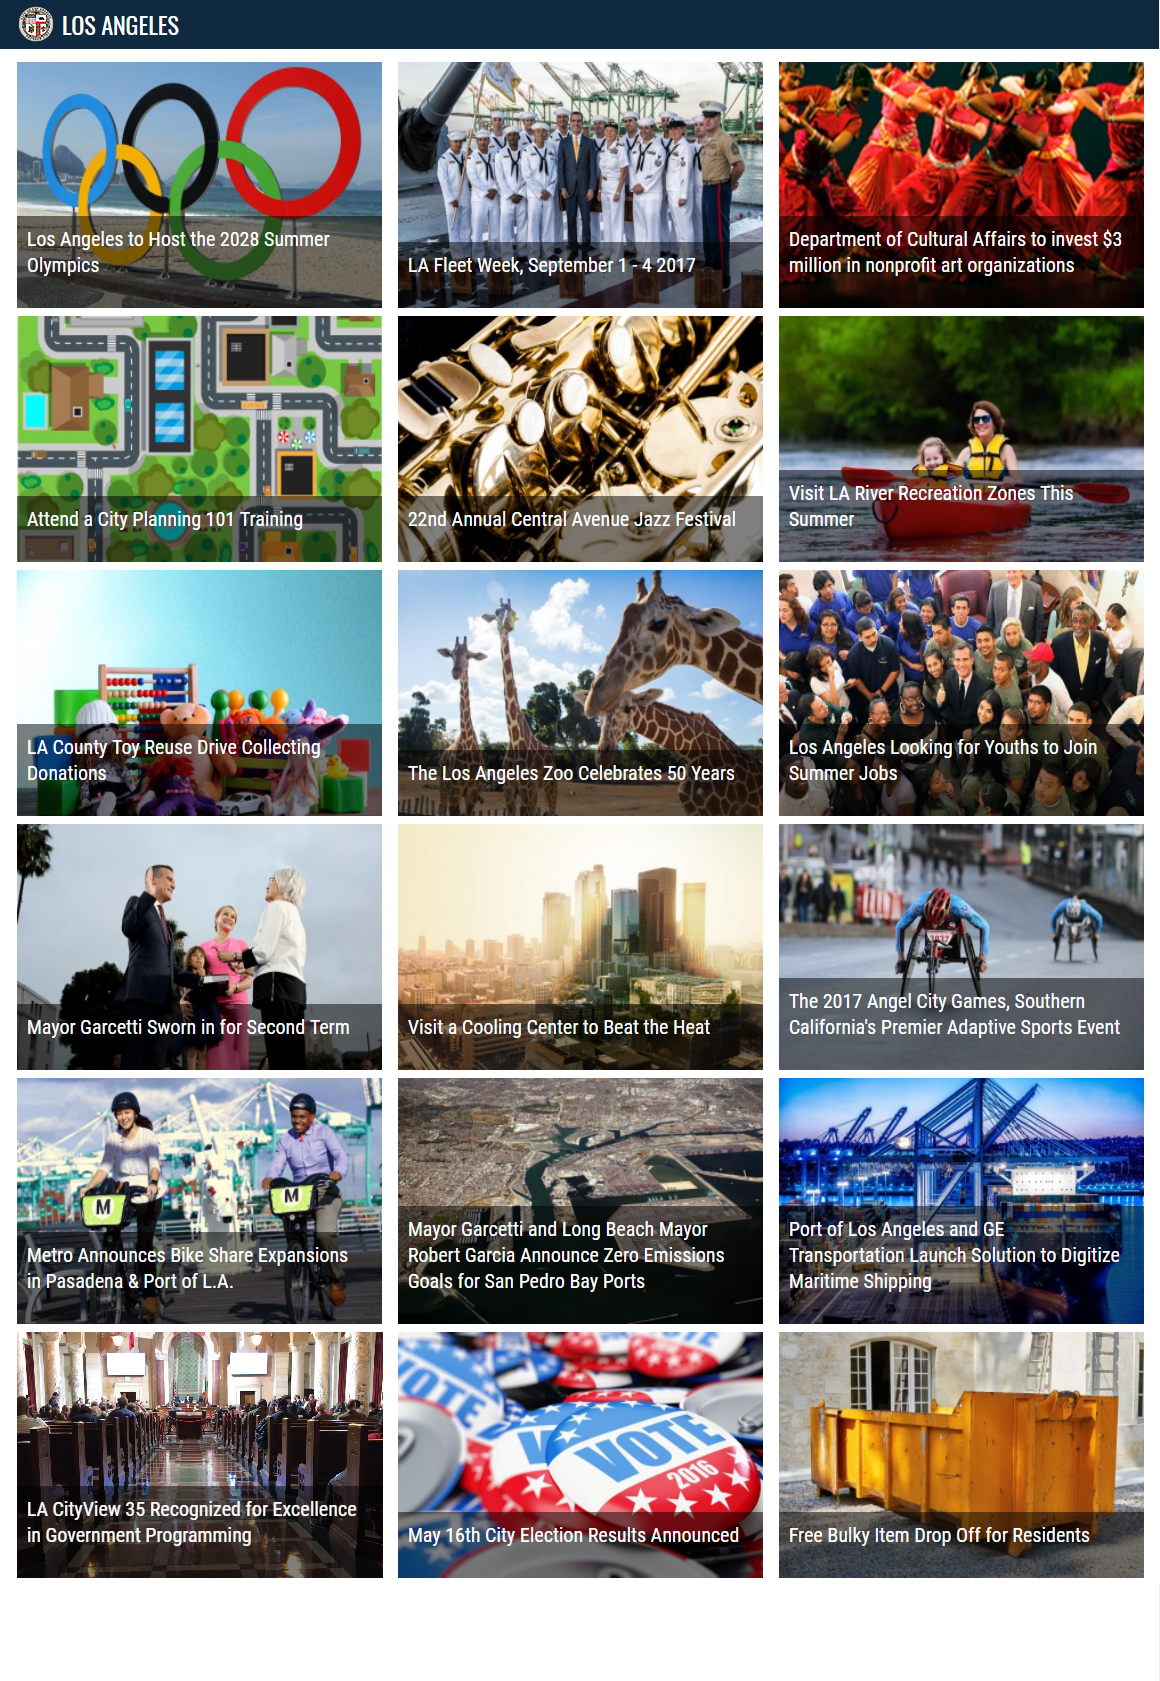 LOS ANGELES
Los Angeles to Host the 2028 Summer
Olympics
LA Fleet Week, September 1 - 4 2017
Department of Cultural Affairs to invest $3
million in nonprofit art organizations
Attend a City Planning 101 Training
22nd Annual Central Avenue Jazz Festival
Visit LA River Recreation Zones This
Summer
LA County Toy Reuse Drive Collecting
Donations
The Los Angeles Zoo Celebrates 50 Years
Los Angeles Looking for Youths to Join
Summer Jobs
Mayor Garcetti Sworn in for Second Term
Visit a Cooling Center to Beat the Heat
The 2017 Angel City Games, Southern
California's Premier Adaptive Sports Event
M
M
Metro Announces Bike Share Expansions
in Pasadena & Port of L.A.
Mayor Garcetti and Long Beach Mayor
Robert Garcia Announce Zero Emissions
Goals for San Pedro Bay Ports
Port of Los Angeles and GE
Transportation Launch Solution to Digitize
Maritime Shipping
LA CityView 35 Recognized for Excellence
in Government Programming
VOTE
VOTE
2016
May 16th City Election Results Announced
Free Bulky Item Drop Off for Residents